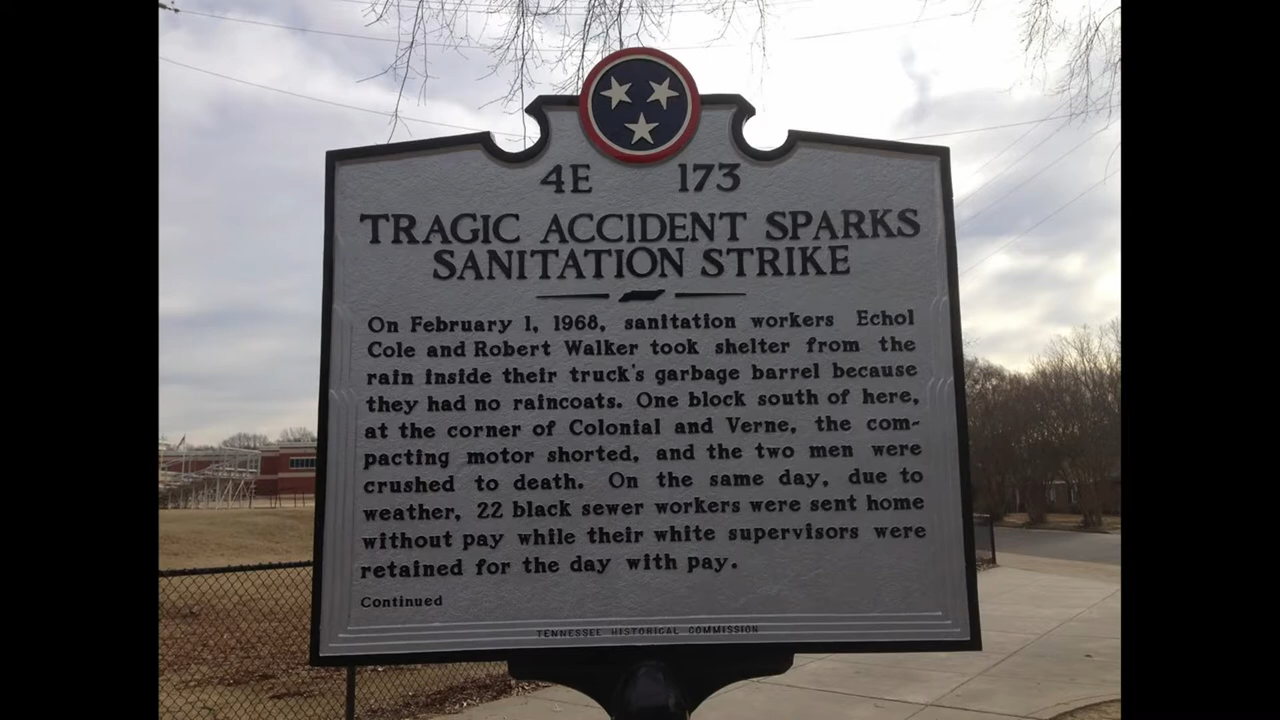 4E 173
TRAGIC ACCIDENT SPARKS
SANITATION STRIKE
On February 1, 1968, sanitation workers Echol
Cole and Robert Walker took shelter from the
rain inside their truck's garbage barrel because
they had no raincoats. One block south of here,
at the corner of Colonial and Verne, the com-
pacting motor shorted, and the two men were
crushed to death. On the same day, due to
weather, 22 black sewer workers were sent home
without pay while their white supervisors were
retained for the day with pay.
Continued
TENNESSEE HISTORICAL COMMISSION